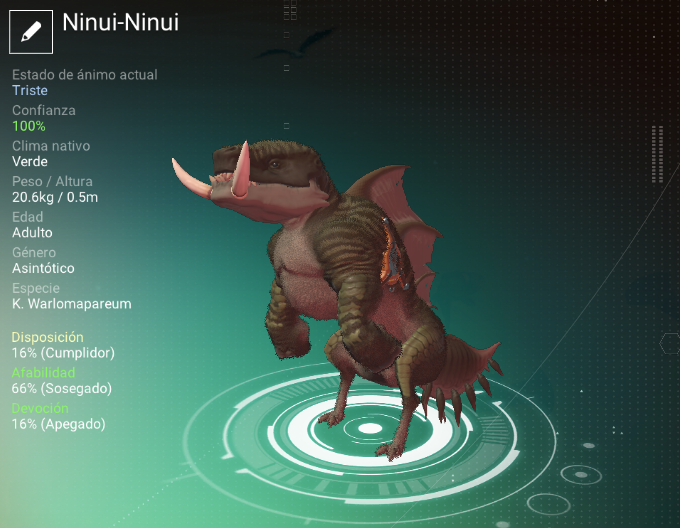 Ninui-Ninui
Estado de ánimo actual
Triste
Confianza
100%
Clima nativo
Verde
Peso / Altura
20.6kg / 0.5m
Edad
Adulto
Género
Asintótico
Especie
K. Warlomapareum
Disposición
16% (Cumplidor)
Afabilidad
66% (Sosegado)
Devoción
16% (Apegado)